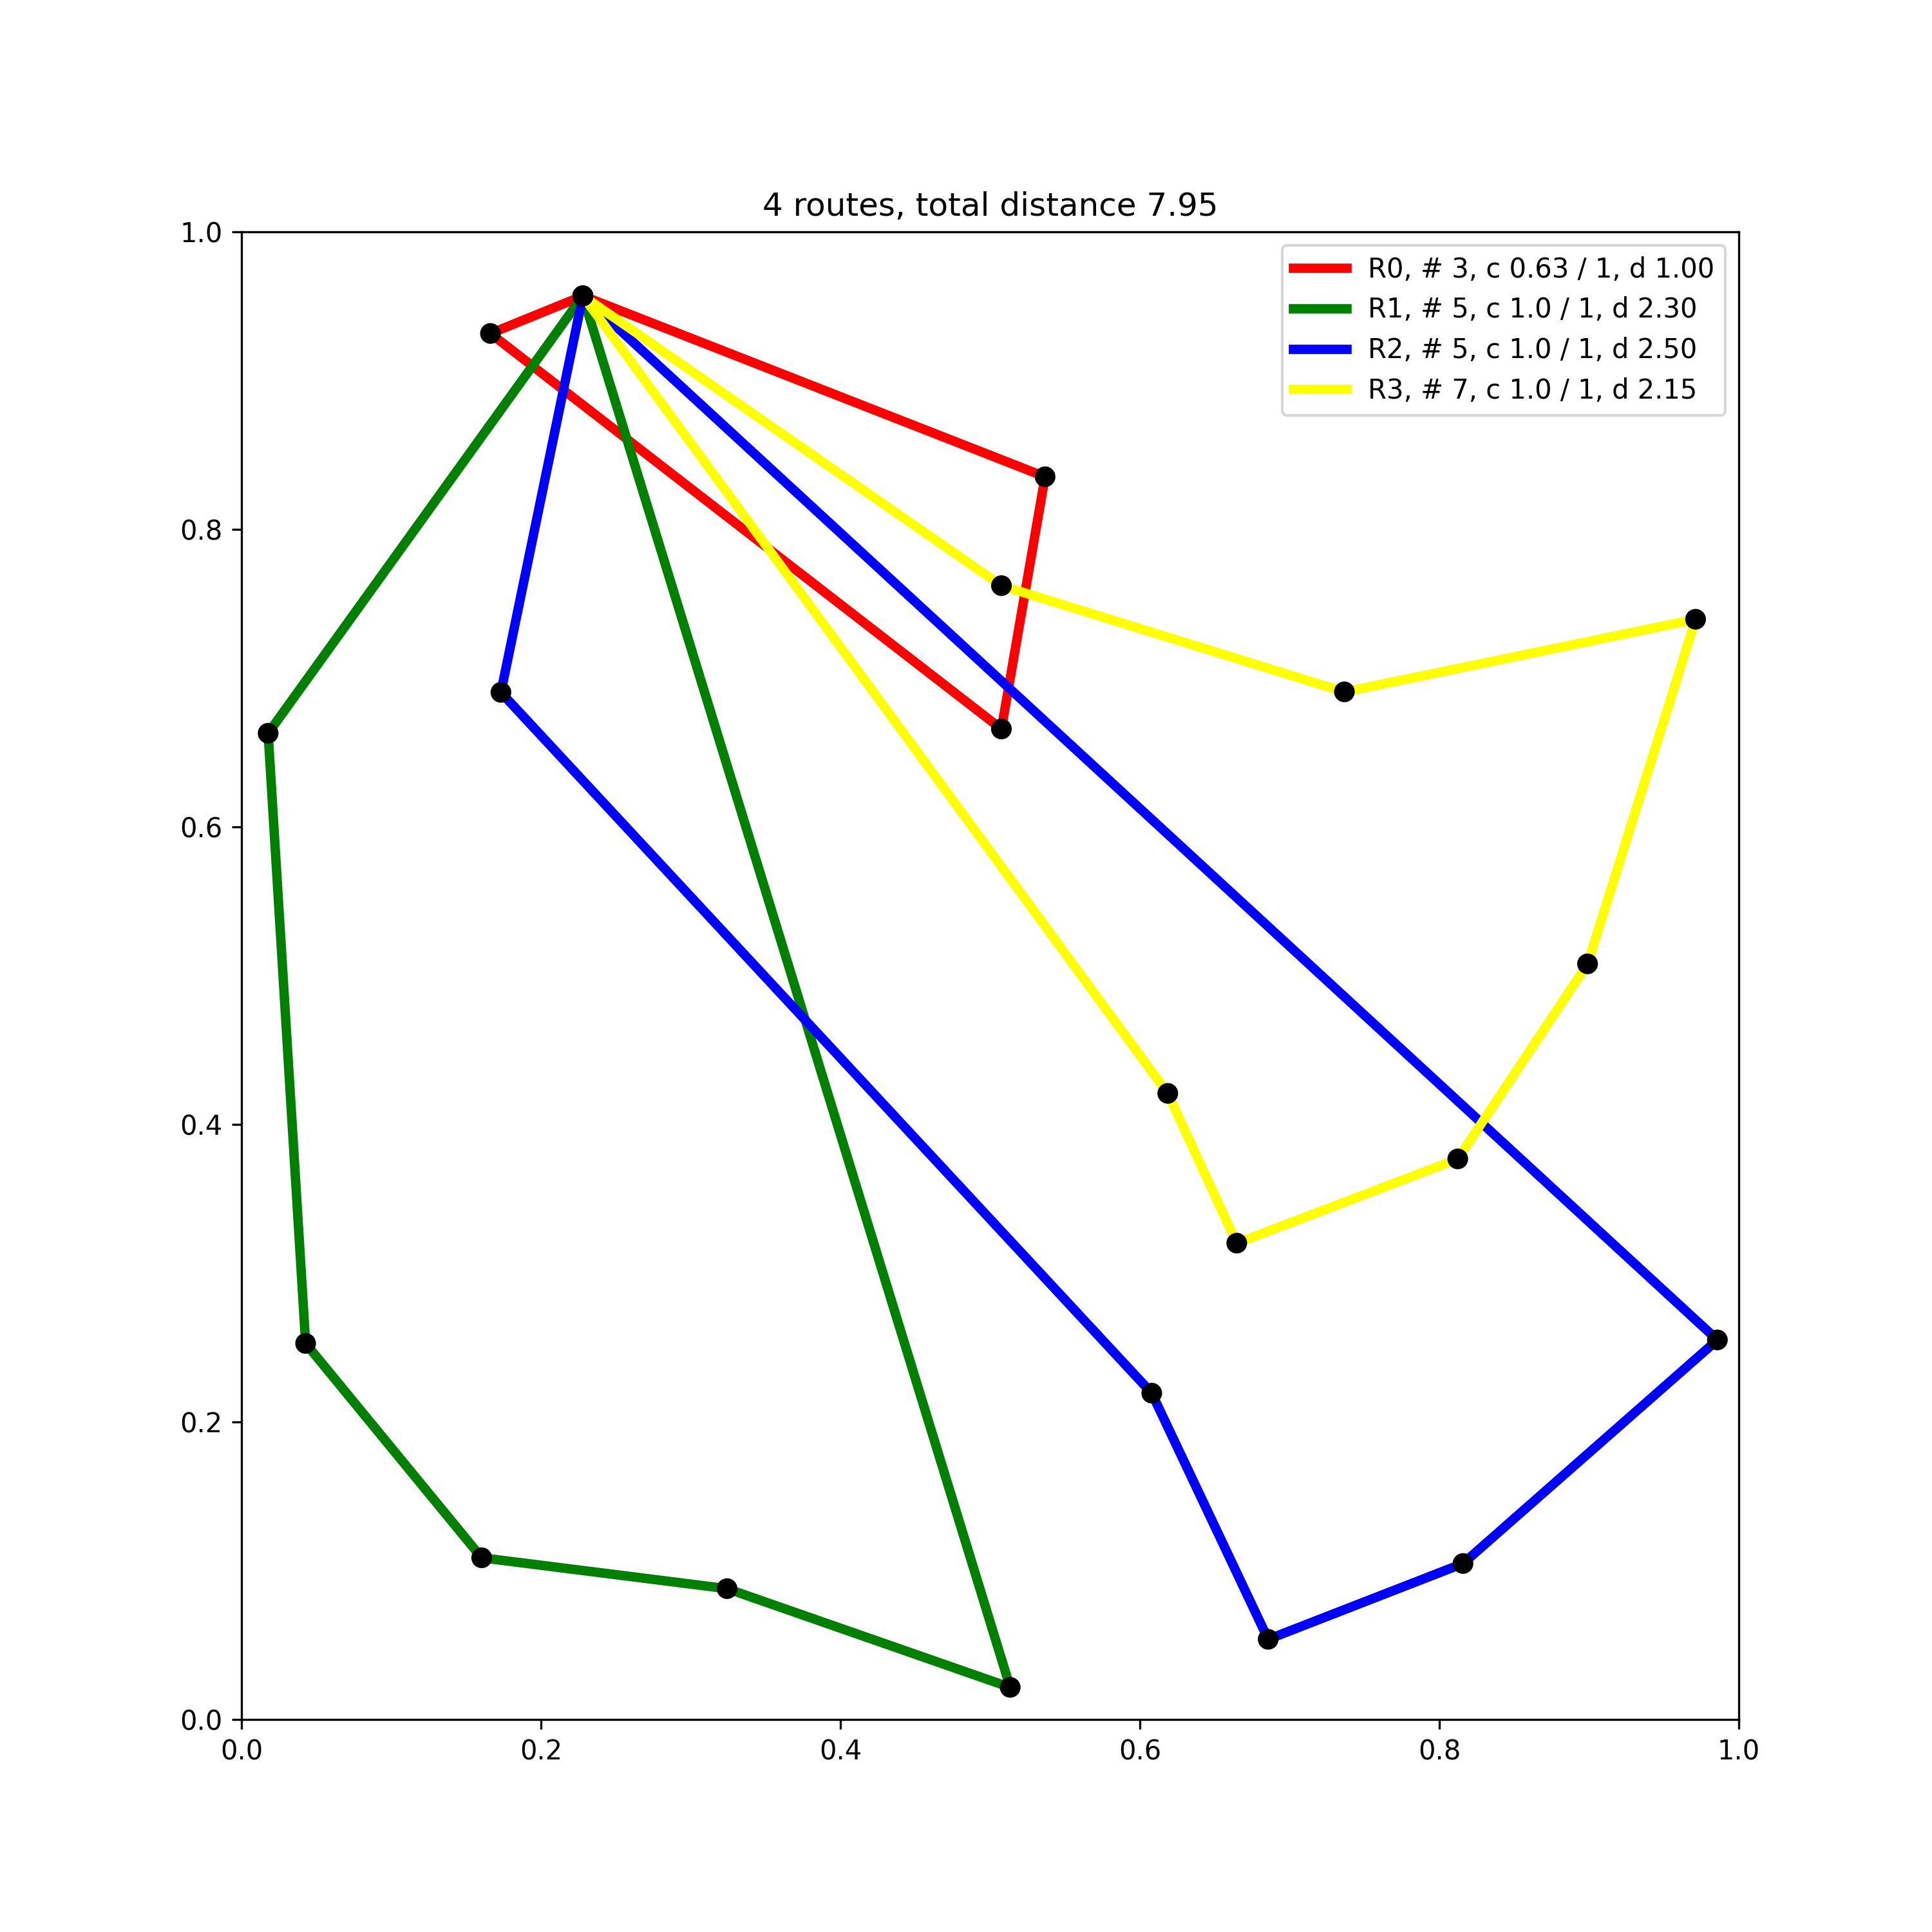 4 routes, total distance 7.95
R0, # 3, c 0.63 / 1, d 1.00
R1, # 5, c 1.0 / 1, d 2.30
R2, # 5, c 1.0 / 1, d 2.50
R3, # 7, c 1.0 / 1, d 2.15
1.0
0.8
0.6
0.4
0.2
0.0
0.0 0.2 0.4 0.6 0.8 1.0